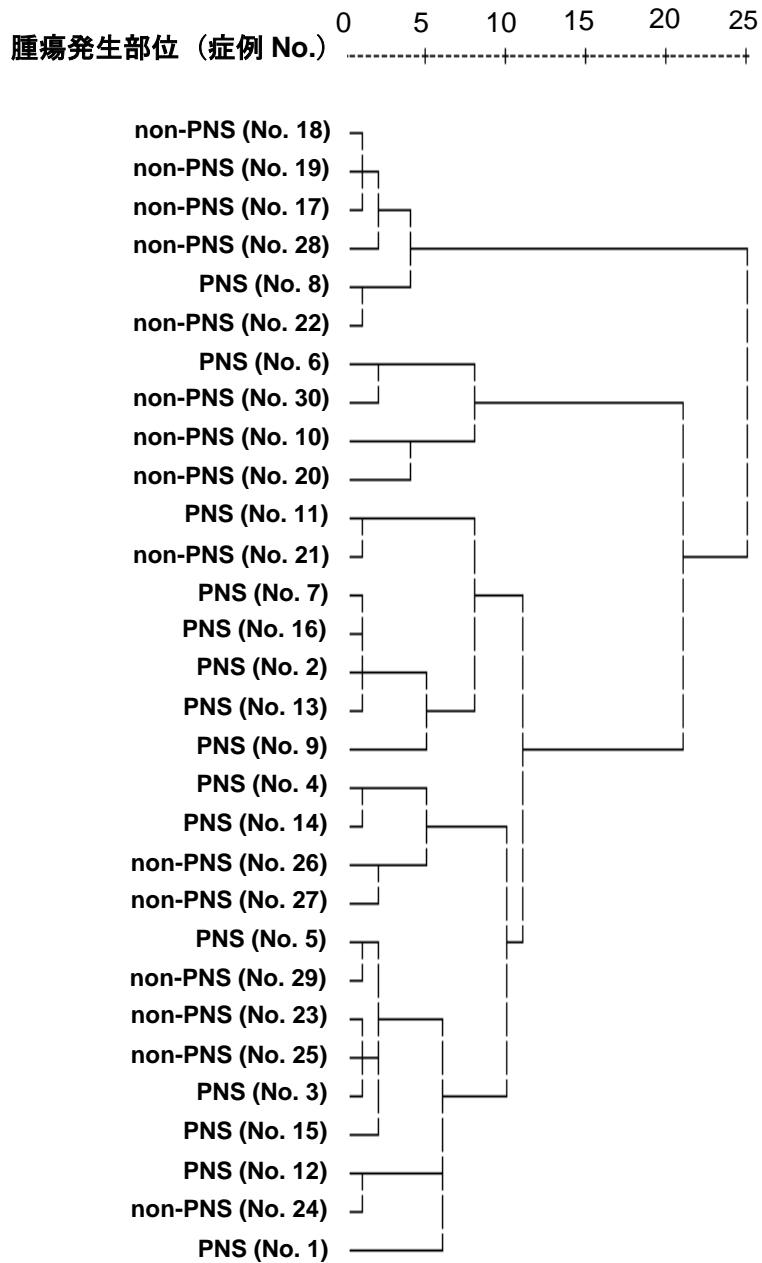 0 5 10 15 20 25
腫瘍発生部位（症例 No.）
non-PNS (No. 18)
non-PNS (No. 19)
non-PNS (No. 17)
non-PNS (No. 28)
PNS (No. 8)
non-PNS (No. 22)
PNS (No. 6)
non-PNS (No. 30)
non-PNS (No. 10)
non-PNS (No. 20)
PNS (No. 11)
non-PNS (No. 21)
PNS (No. 7)
PNS (No. 16)
PNS (No. 2)
PNS (No. 13)
PNS (No. 9)
PNS (No. 4)
PNS (No. 14)
non-PNS (No. 26)
non-PNS (No. 27)
PNS (No. 5)
non-PNS (No. 29)
non-PNS (No. 23)
non-PNS (No. 25)
PNS (No. 3)
PNS (No. 15)
PNS (No. 12)
non-PNS (No. 24)
PNS (No. 1)